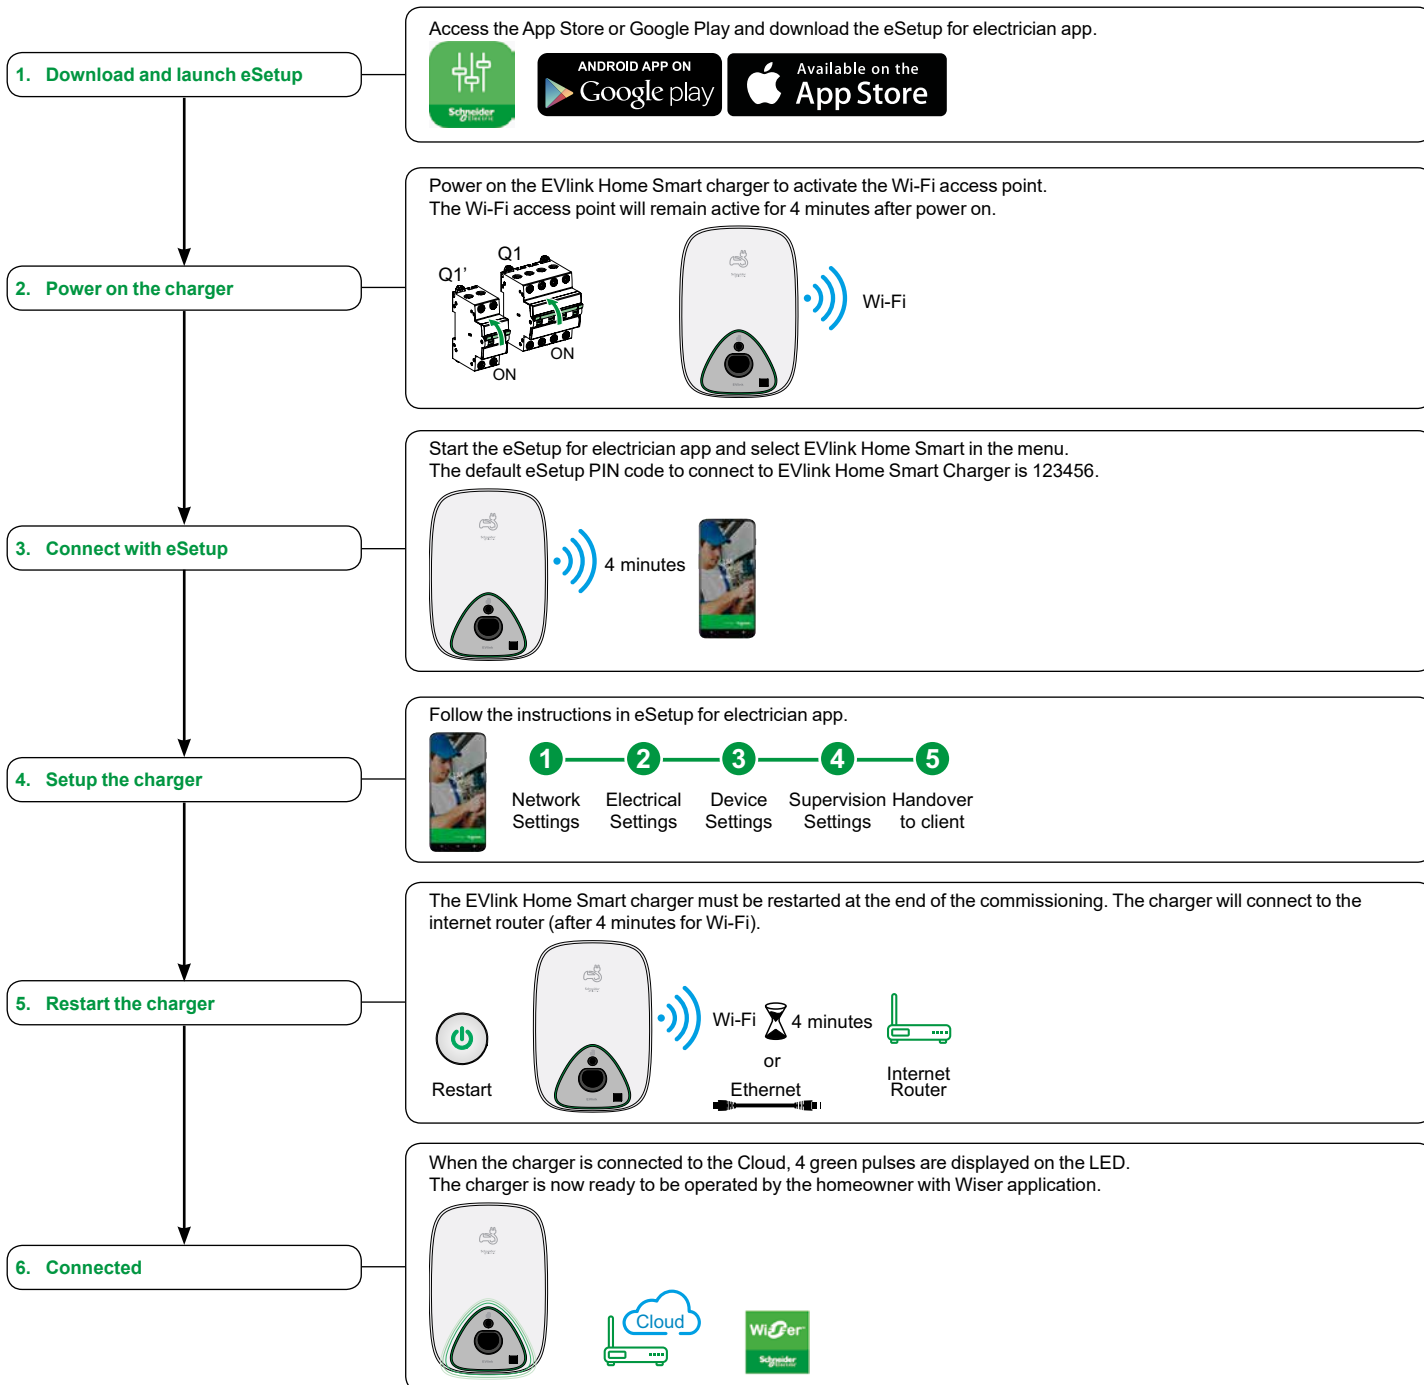 Access the App Store or Google Play and download the eSetup for electrician app.
1. Download and launch eSetup
Schneider
Electric
ANDROID APP ON
Google play
Available on the
App Store
Power on the EVlink Home Smart charger to activate the Wi-Fi access point.
The Wi-Fi access point will remain active for 4 minutes after power on.
2. Power on the charger
Q1
Q1’
ON
ON
Wi-Fi
Start the eSetup for electrician app and select EVlink Home Smart in the menu.
The default eSetup PIN code to connect to EVlink Home Smart Charger is 123456.
3. Connect with eSetup
4 minutes
Follow the instructions in eSetup for electrician app.
4. Setup the charger
1 2 3 4 5
Network Electrical Device Supervision Handover
Settings Settings Settings Settings to client
The EVlink Home Smart charger must be restarted at the end of the commissioning. The charger will connect to the
internet router (after 4 minutes for Wi-Fi).
5. Restart the charger
Restart
Wi-Fi 4 minutes
or
Ethernet
Internet
Router
When the charger is connected to the Cloud, 4 green pulses are displayed on the LED.
The charger is now ready to be operated by the homeowner with Wiser application.
6. Connected
Cloud
Wiser
Schneider
Electric